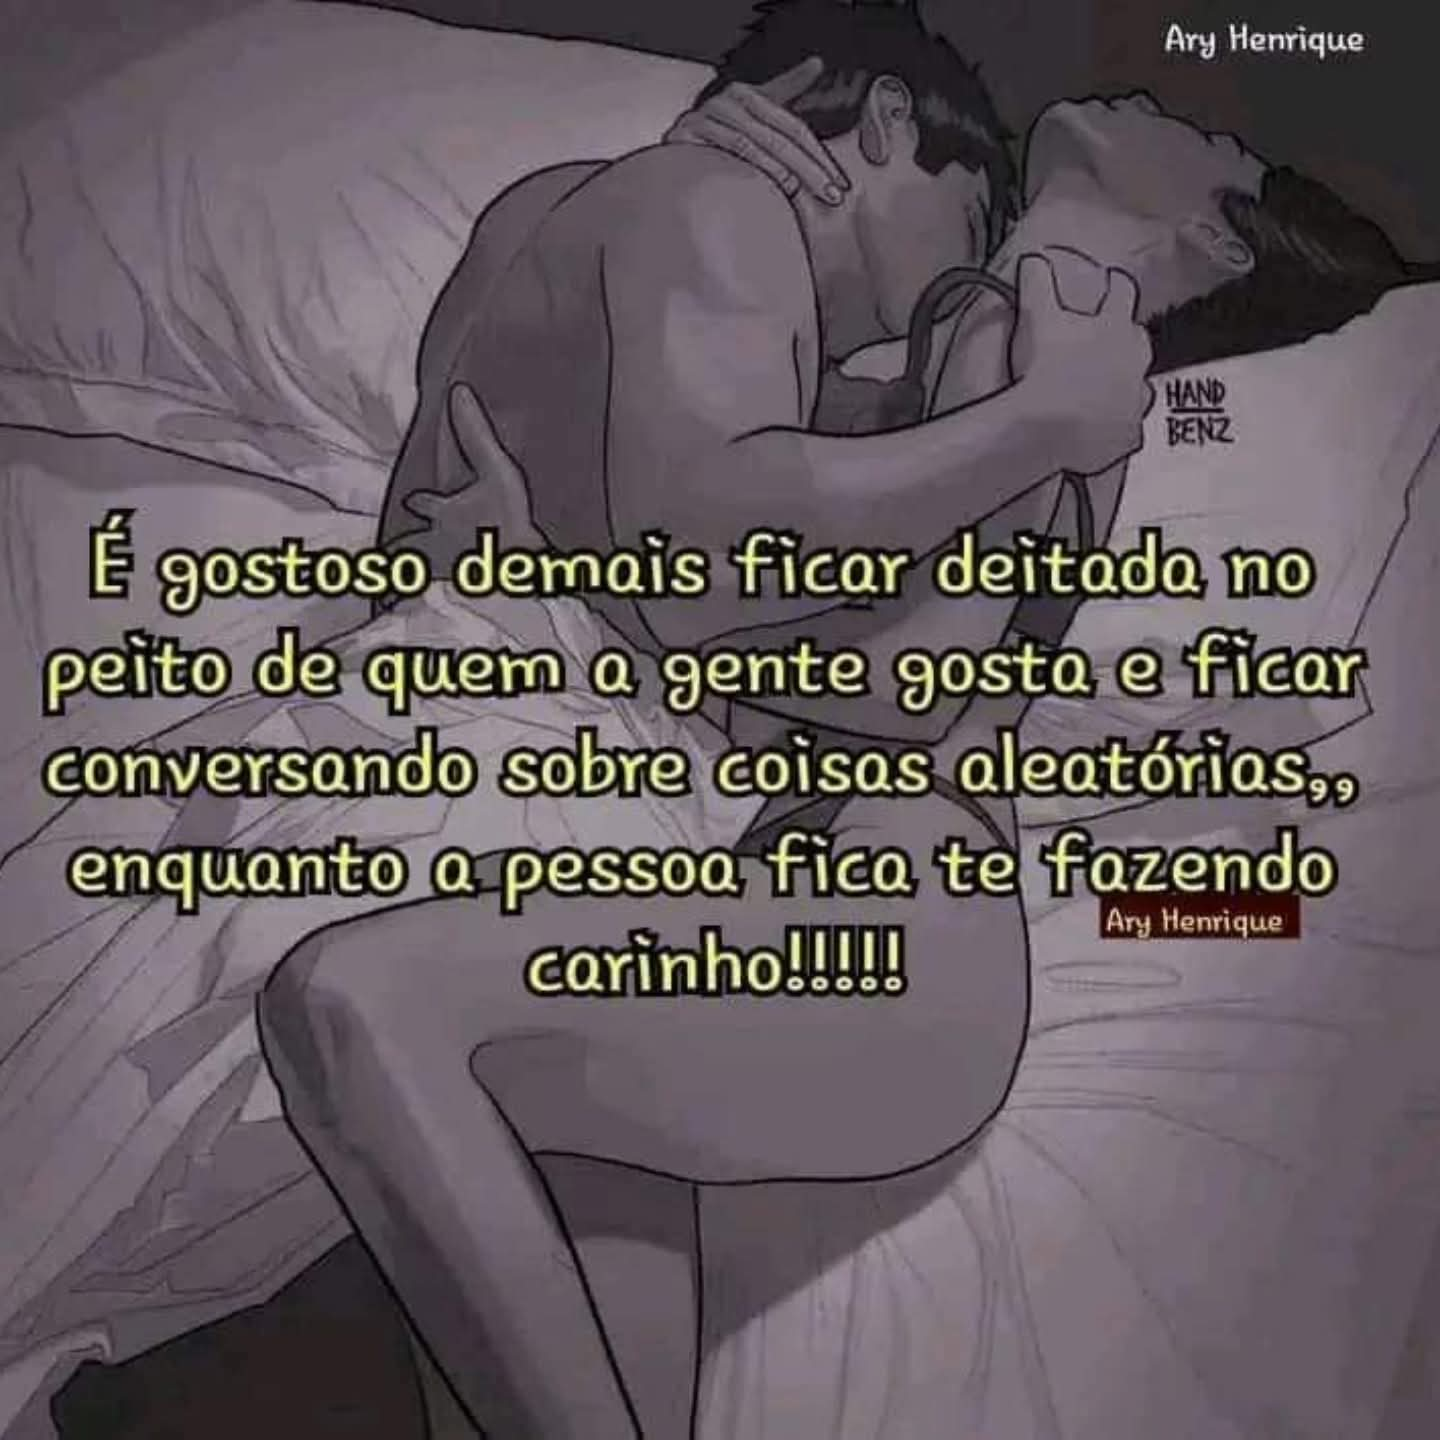 Ary Henrique
HAND
BENZ
É gostoso demais ficar deitada no
peito de quem a gente gosta e ficar
conversando sobre coisas aleatórias,,
enquanto a pessoa fica te fazendo
Ary Henrique
carinho!!!!!